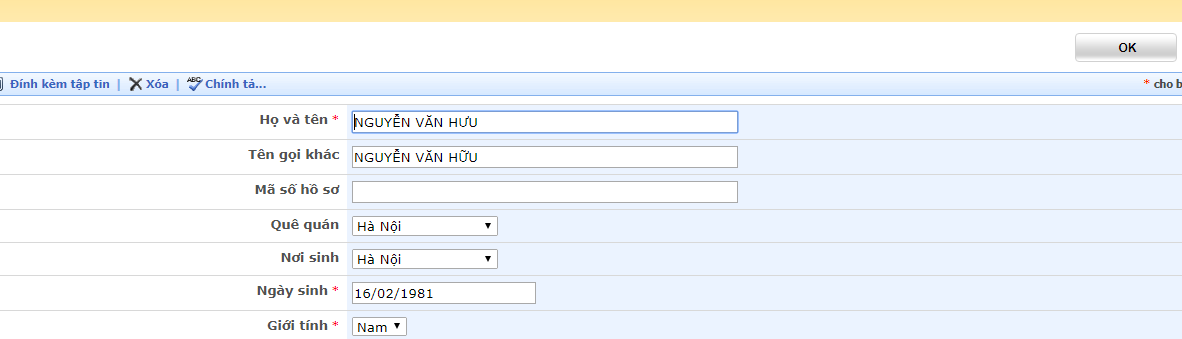 OK
Đính kèm tập tin | Xóa | Chính tả...
* cho b
Họ và tên * NGUYỄN VĂN HƯU
Tên gọi khác NGUYỄN VĂN HỮU
Mã số hồ sơ
Quê quán Hà Nội
Nơi sinh Hà Nội
Ngày sinh * 16/02/1981
Giới tính * Nam